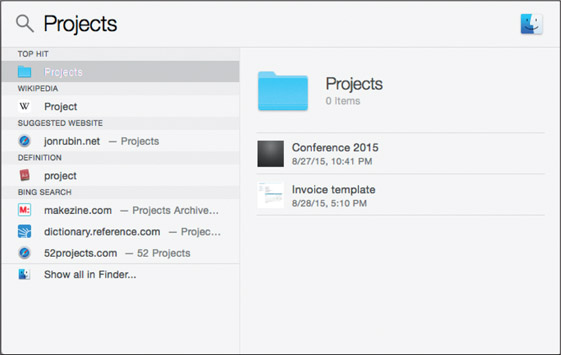 Projects
TOP HIT
Projects
WIKIPEDIA
W Project
SUGGESTED WEBSITE
jonrubin.net — Projects
DEFINITION
project
BING SEARCH
M: makezine.com — Projects Archive...
dictionary.reference.com — Projec...
52projects.com — 52 Projects
Show all in Finder...
Projects
0 Items
Conference 2015
8/27/15, 10:41 PM
Invoice template
8/28/15, 5:10 PM